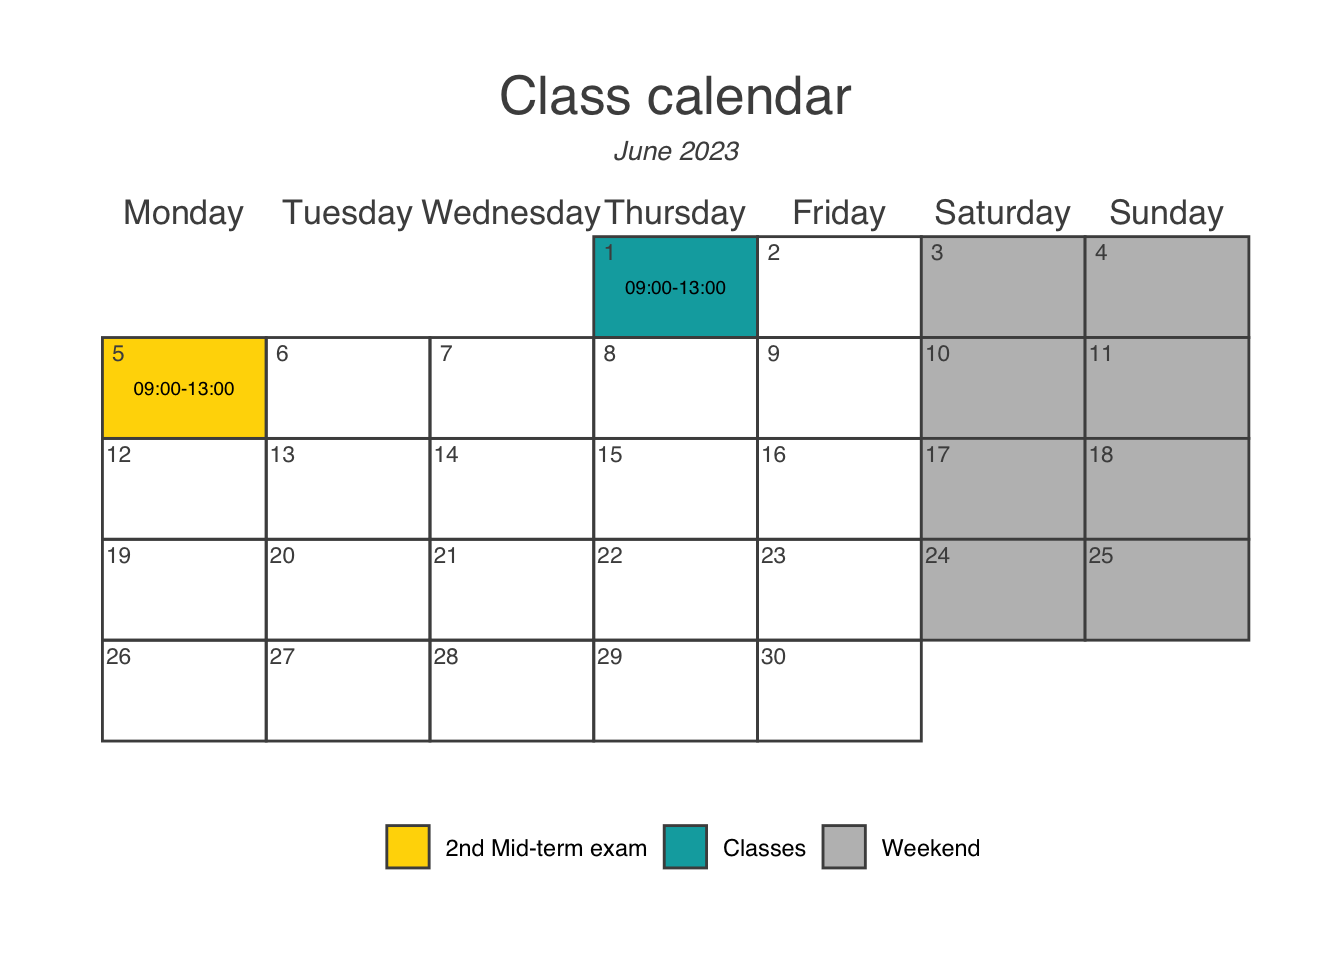 Class calendar
June 2023
Monday Tuesday Wednesday Thursday Friday Saturday Sunday
1 2 3 4
09:00-13:00
5 6 7 8 9 10 11
09:00-13:00
12 13 14 15 16 17 18
19 20 21 22 23 24 25
26 27 28 29 30
2nd Mid-term exam Classes Weekend